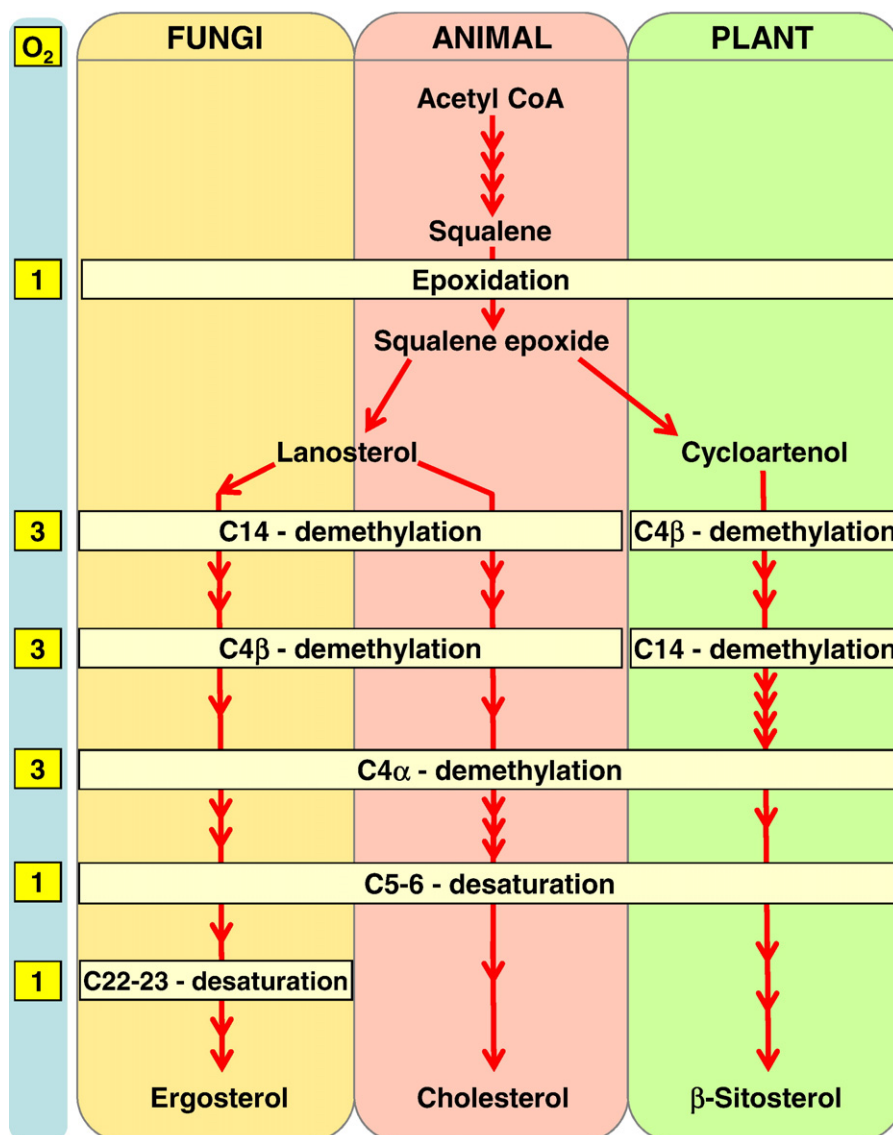 O₂ FUNGI ANIMAL PLANT
Acetyl CoA
Squalene
1 Epoxidation
Squalene epoxide
Lanosterol Cycloartenol
3 C14 - demethylation C4β - demethylation
3 C4β - demethylation C14 - demethylation
3 C4α - demethylation
1 C5-6 - desaturation
1 C22-23 - desaturation
Ergosterol Cholesterol β-Sitosterol